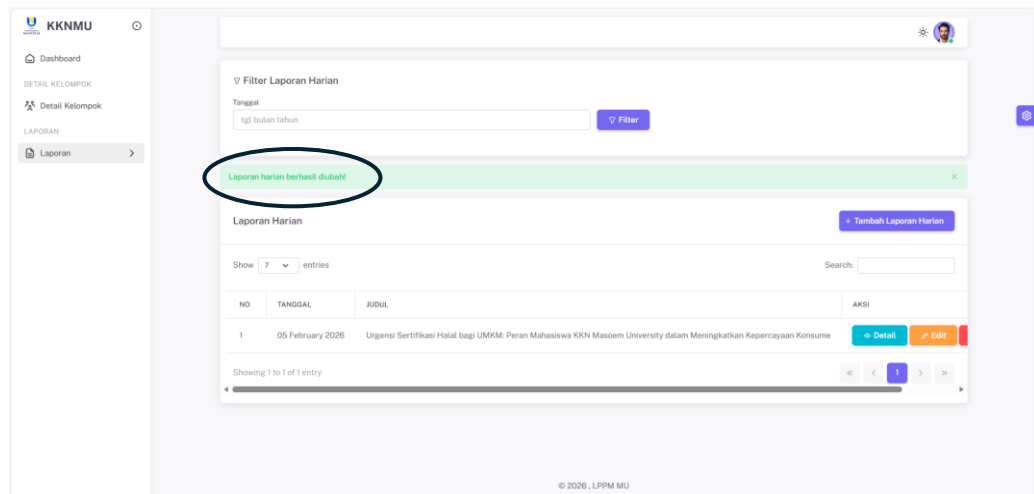 KKNMU
Dashboard
DETAIL KELOMPOK
Detail Kelompok
LAPORAN
Laporan
Filter Laporan Harian
Tanggal
tgl bulan tahun
Filter
Laporan harian berhasil diubah!
Laporan Harian
+ Tambah Laporan Harian
Show 7 entries
Search:
NO TANGGAL JUDUL AKSI
1 05 February 2026 Urgensi Sertifikasi Halal bagi UMKM: Peran Mahasiswa KKN Masoem University dalam Meningkatkan Kepercayaan Konsume Detail Edit
Showing 1 to 1 of 1 entry
« < 1 > »
© 2026 , LPPM MU